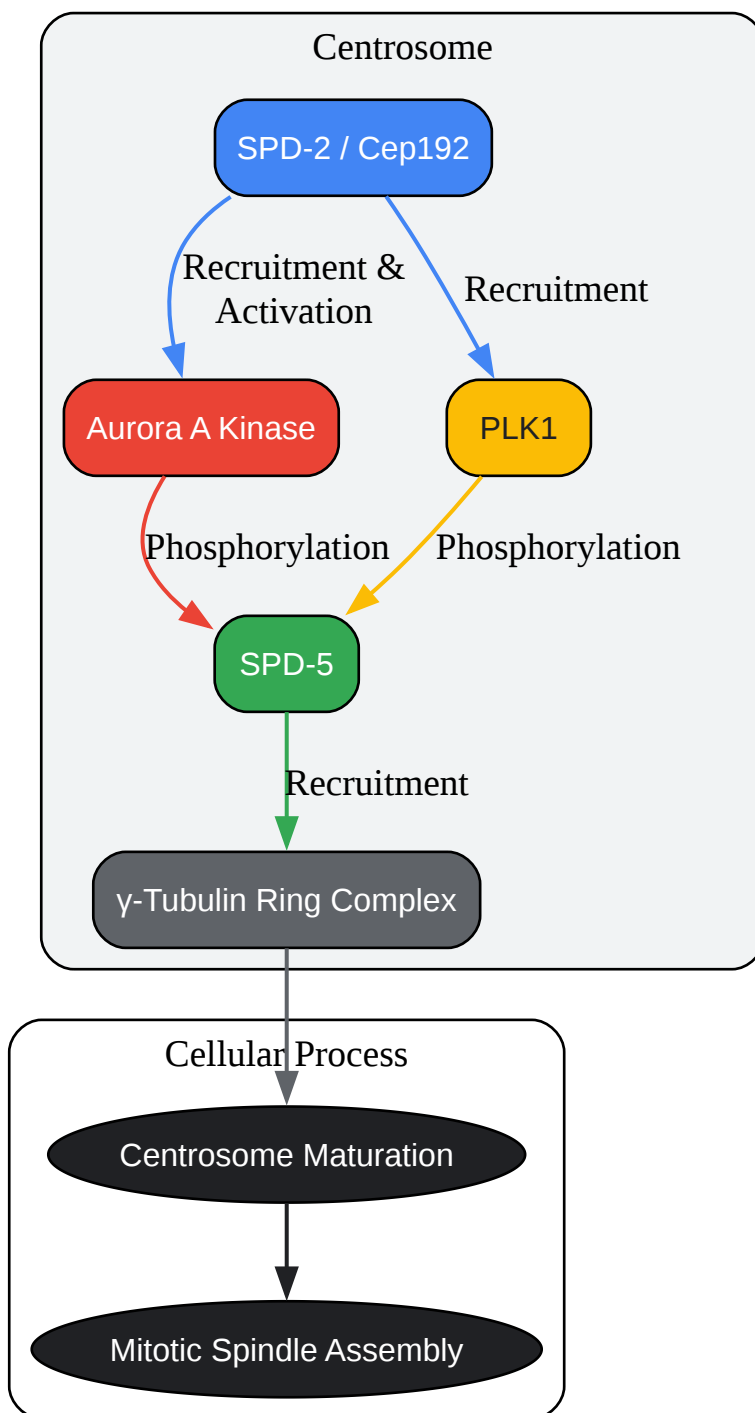 Centrosome
SPD-2 / Cep192
Recruitment &
Activation
Recruitment
Aurora A Kinase
PLK1
Phosphorylation
Phosphorylation
SPD-5
Recruitment
γ-Tubulin Ring Complex
Cellular Process
Centrosome Maturation
Mitotic Spindle Assembly